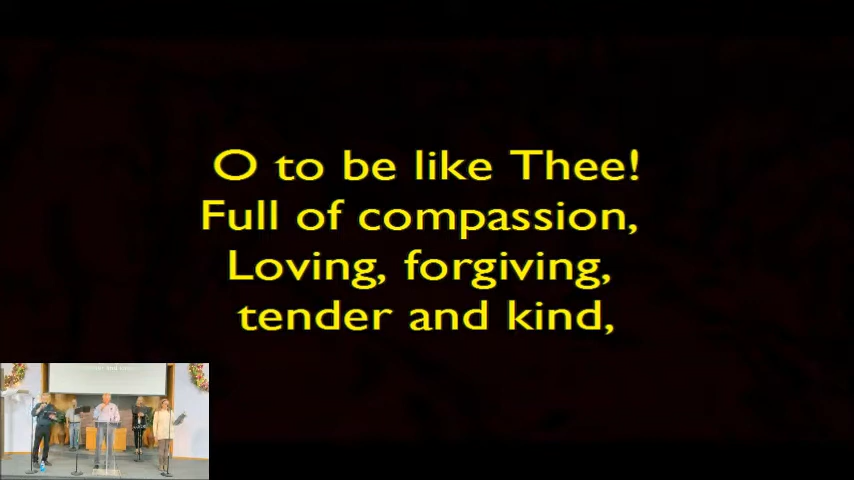 O to be like Thee!
Full of compassion,
Loving, forgiving,
tender and kind,